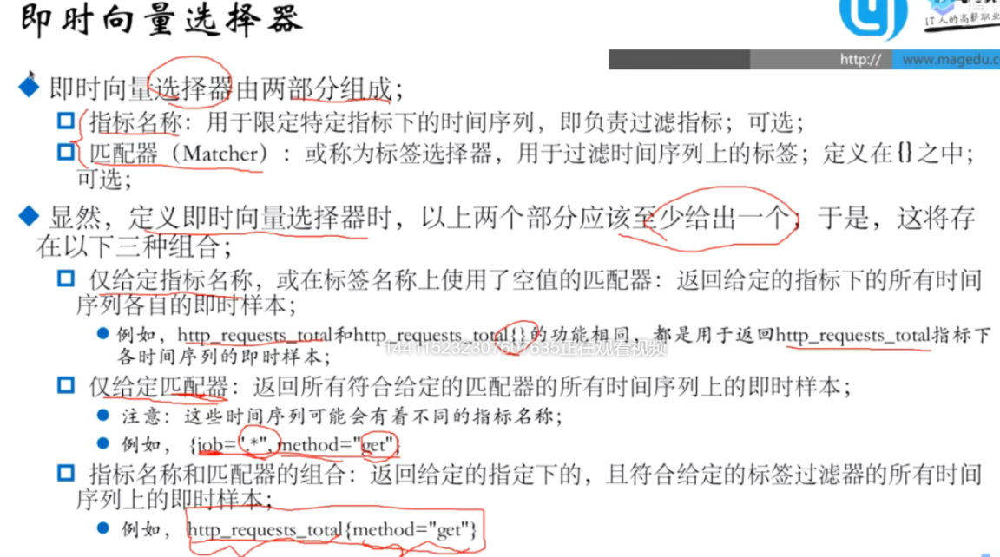 即时向量选择器
IT人的高薪职业
http://
www.magedu.c
即时向量选择器由两部分组成；
指标名称：用于限定特定指标下的时间序列，即负责过滤指标；可选；
匹配器（Matcher）：或称为标签选择器，用于过滤时间序列上的标签；定义在{}之中；
可选；
显然，定义即时向量选择器时，以上两个部分应该至少给出一个；于是，这将存
在以下三种组合；
仅给定指标名称，或在标签名称上使用了空值的匹配器：返回给定的指标下的所有时间
序列各自的即时样本；
例如，http_requests_total和http_requests_total{}的功能相同，都是用于返回http_requests_total指标下
各时间序列的即时样本；
正在观看视频
仅给定匹配器：返回所有符合给定的匹配器的所有时间序列上的即时样本；
注意：这些时间序列可能会有着不同的指标名称；
例如，{job=".*", method="get"}
指标名称和匹配器的组合：返回给定的指定下的，且符合给定的标签过滤器的所有时间
序列上的即时样本；
例如，http_requests_total{method="get"}